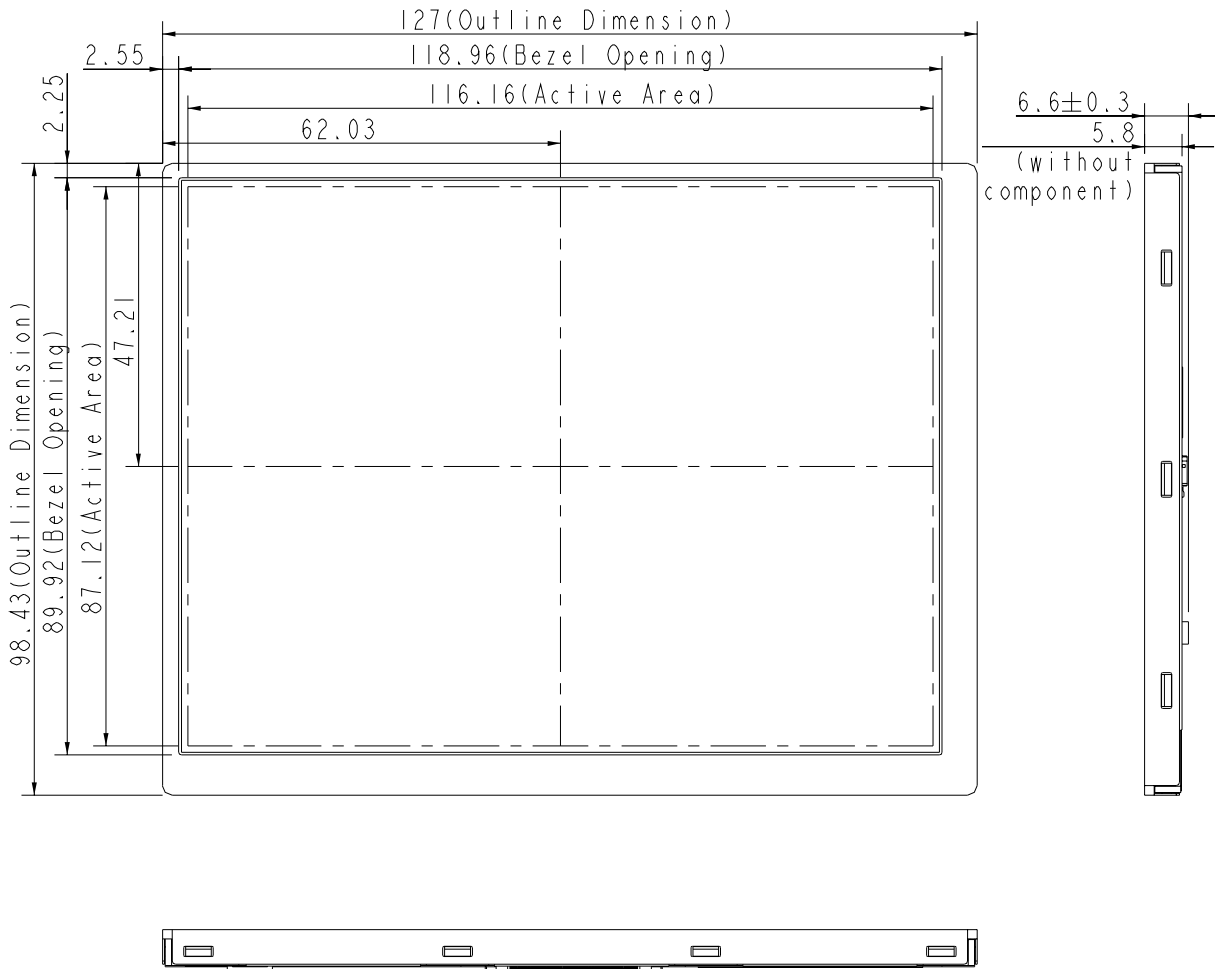 127(Outline Dimension)
2.55
118.96(Bezel Opening)
116.16(Active Area)
62.03
2.25
6.6±0.3
5.8
(without
component)
98.43(Outline Dimension)
89.92(Bezel Opening)
87.12(Active Area)
47.21